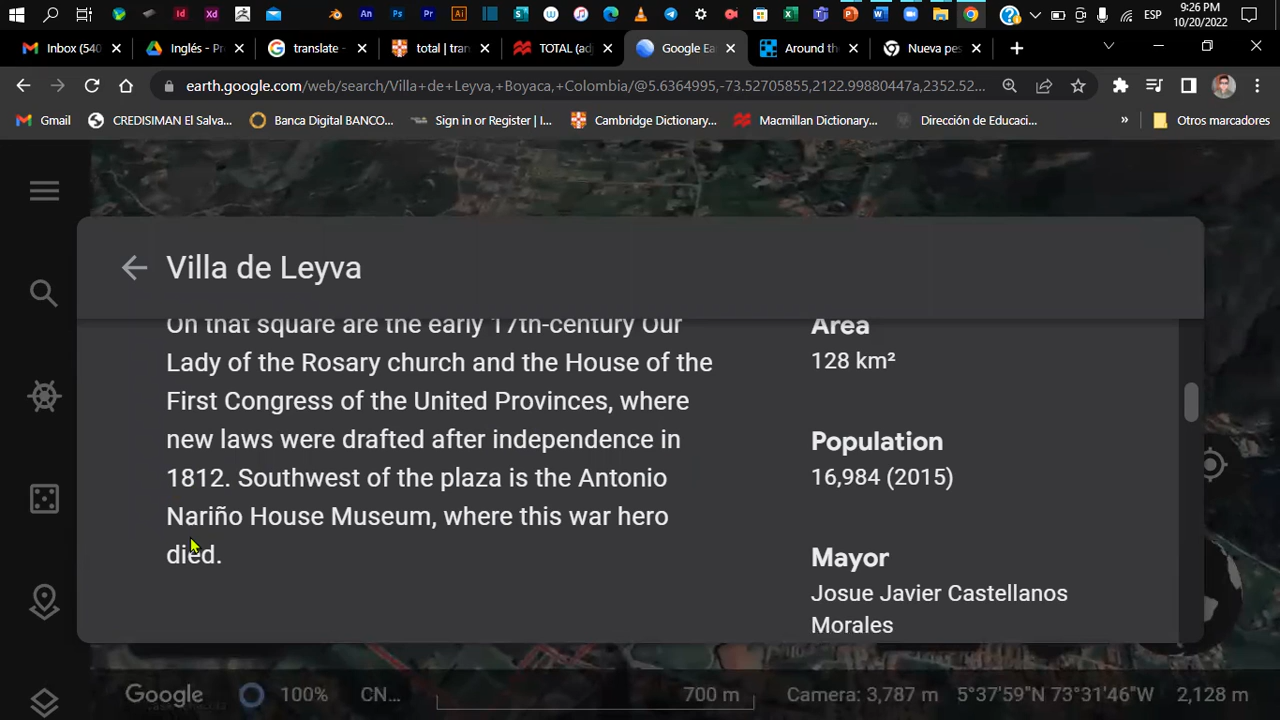 Id
Xd
An
Ps
Pr
Ai
ESP
9:26 PM
10/20/2022
Inbox (540
Inglés - Pr
translate -
total | tran
TOTAL (ad
Google Ea
Around th
Nueva pes
earth.google.com/web/search/Villa+de+Leyva,+Boyaca,+Colombia/@5.6364995,-73.52705855,2122.99880447a,2352.52...
Gmail
CREDISIMAN El Salva...
Banca Digital BANCO...
Sign in or Register | I...
Cambridge Dictionary...
Macmillan Dictionary...
Dirección de Educaci...
»
Otros marcadores
Villa de Leyva
On that square are the early 17th-century Our
Lady of the Rosary church and the House of the
First Congress of the United Provinces, where
new laws were drafted after independence in
1812. Southwest of the plaza is the Antonio
Nariño House Museum, where this war hero
died.
Area
128 km²
Population
16,984 (2015)
Mayor
Josue Javier Castellanos
Morales
Google
100%
CN...
700 m
Camera: 3,787 m
5°37'59"N 73°31'46"W
2,128 m